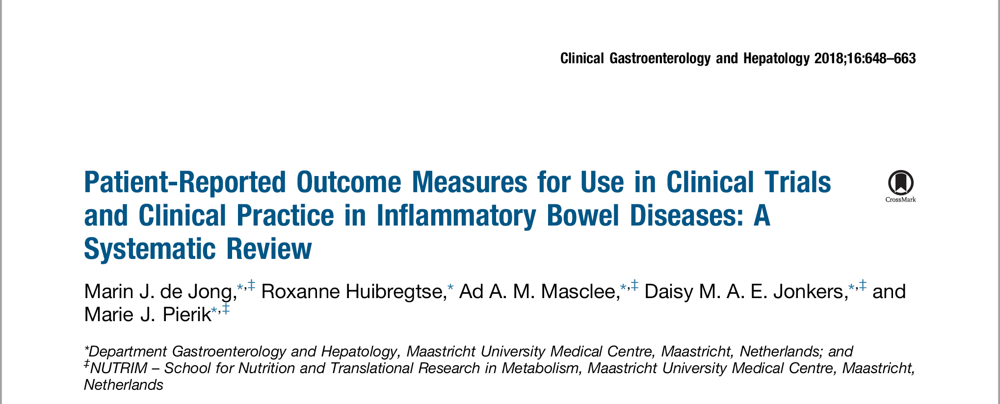 Clinical Gastroenterology and Hepatology 2018;16:648–663
Patient-Reported Outcome Measures for Use in Clinical Trials
and Clinical Practice in Inflammatory Bowel Diseases: A
Systematic Review
CrossMark
Marin J. de Jong,*,‡ Roxanne Huibregtse,* Ad A. M. Masclee,*,‡ Daisy M. A. E. Jonkers,*,‡ and
Marie J. Pierik*,‡
*Department Gastroenterology and Hepatology, Maastricht University Medical Centre, Maastricht, Netherlands; and
‡NUTRIM – School for Nutrition and Translational Research in Metabolism, Maastricht University Medical Centre, Maastricht,
Netherlands